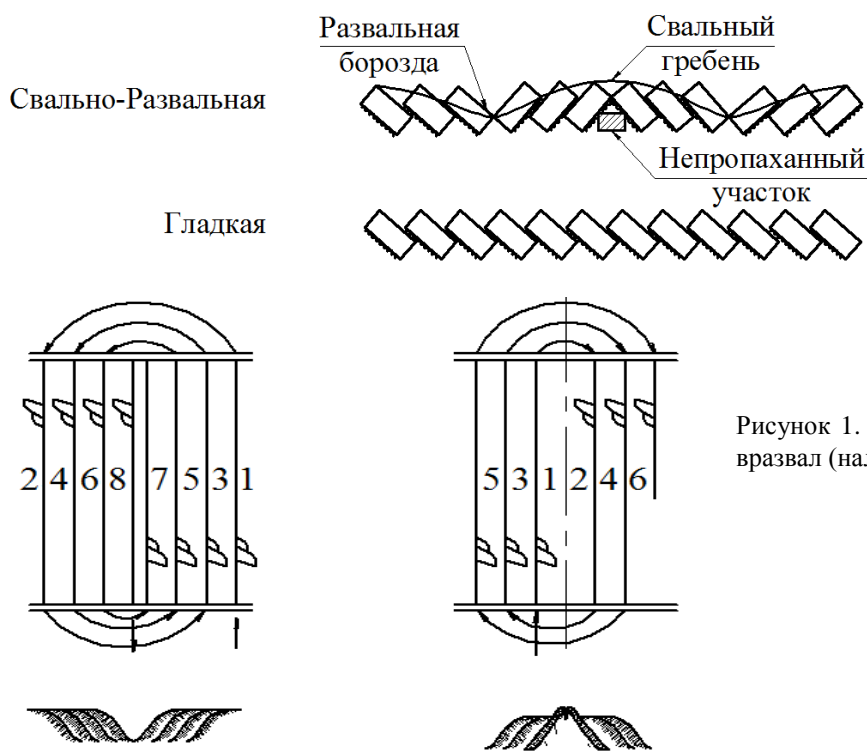 Развальная
борозда
Свальный
гребень
Свально-Развальная
Непропаханный
участок
Гладкая
2 4 6 8 7 5 3 1
5 3 1 2 4 6
Рисунок 1.
вразвал